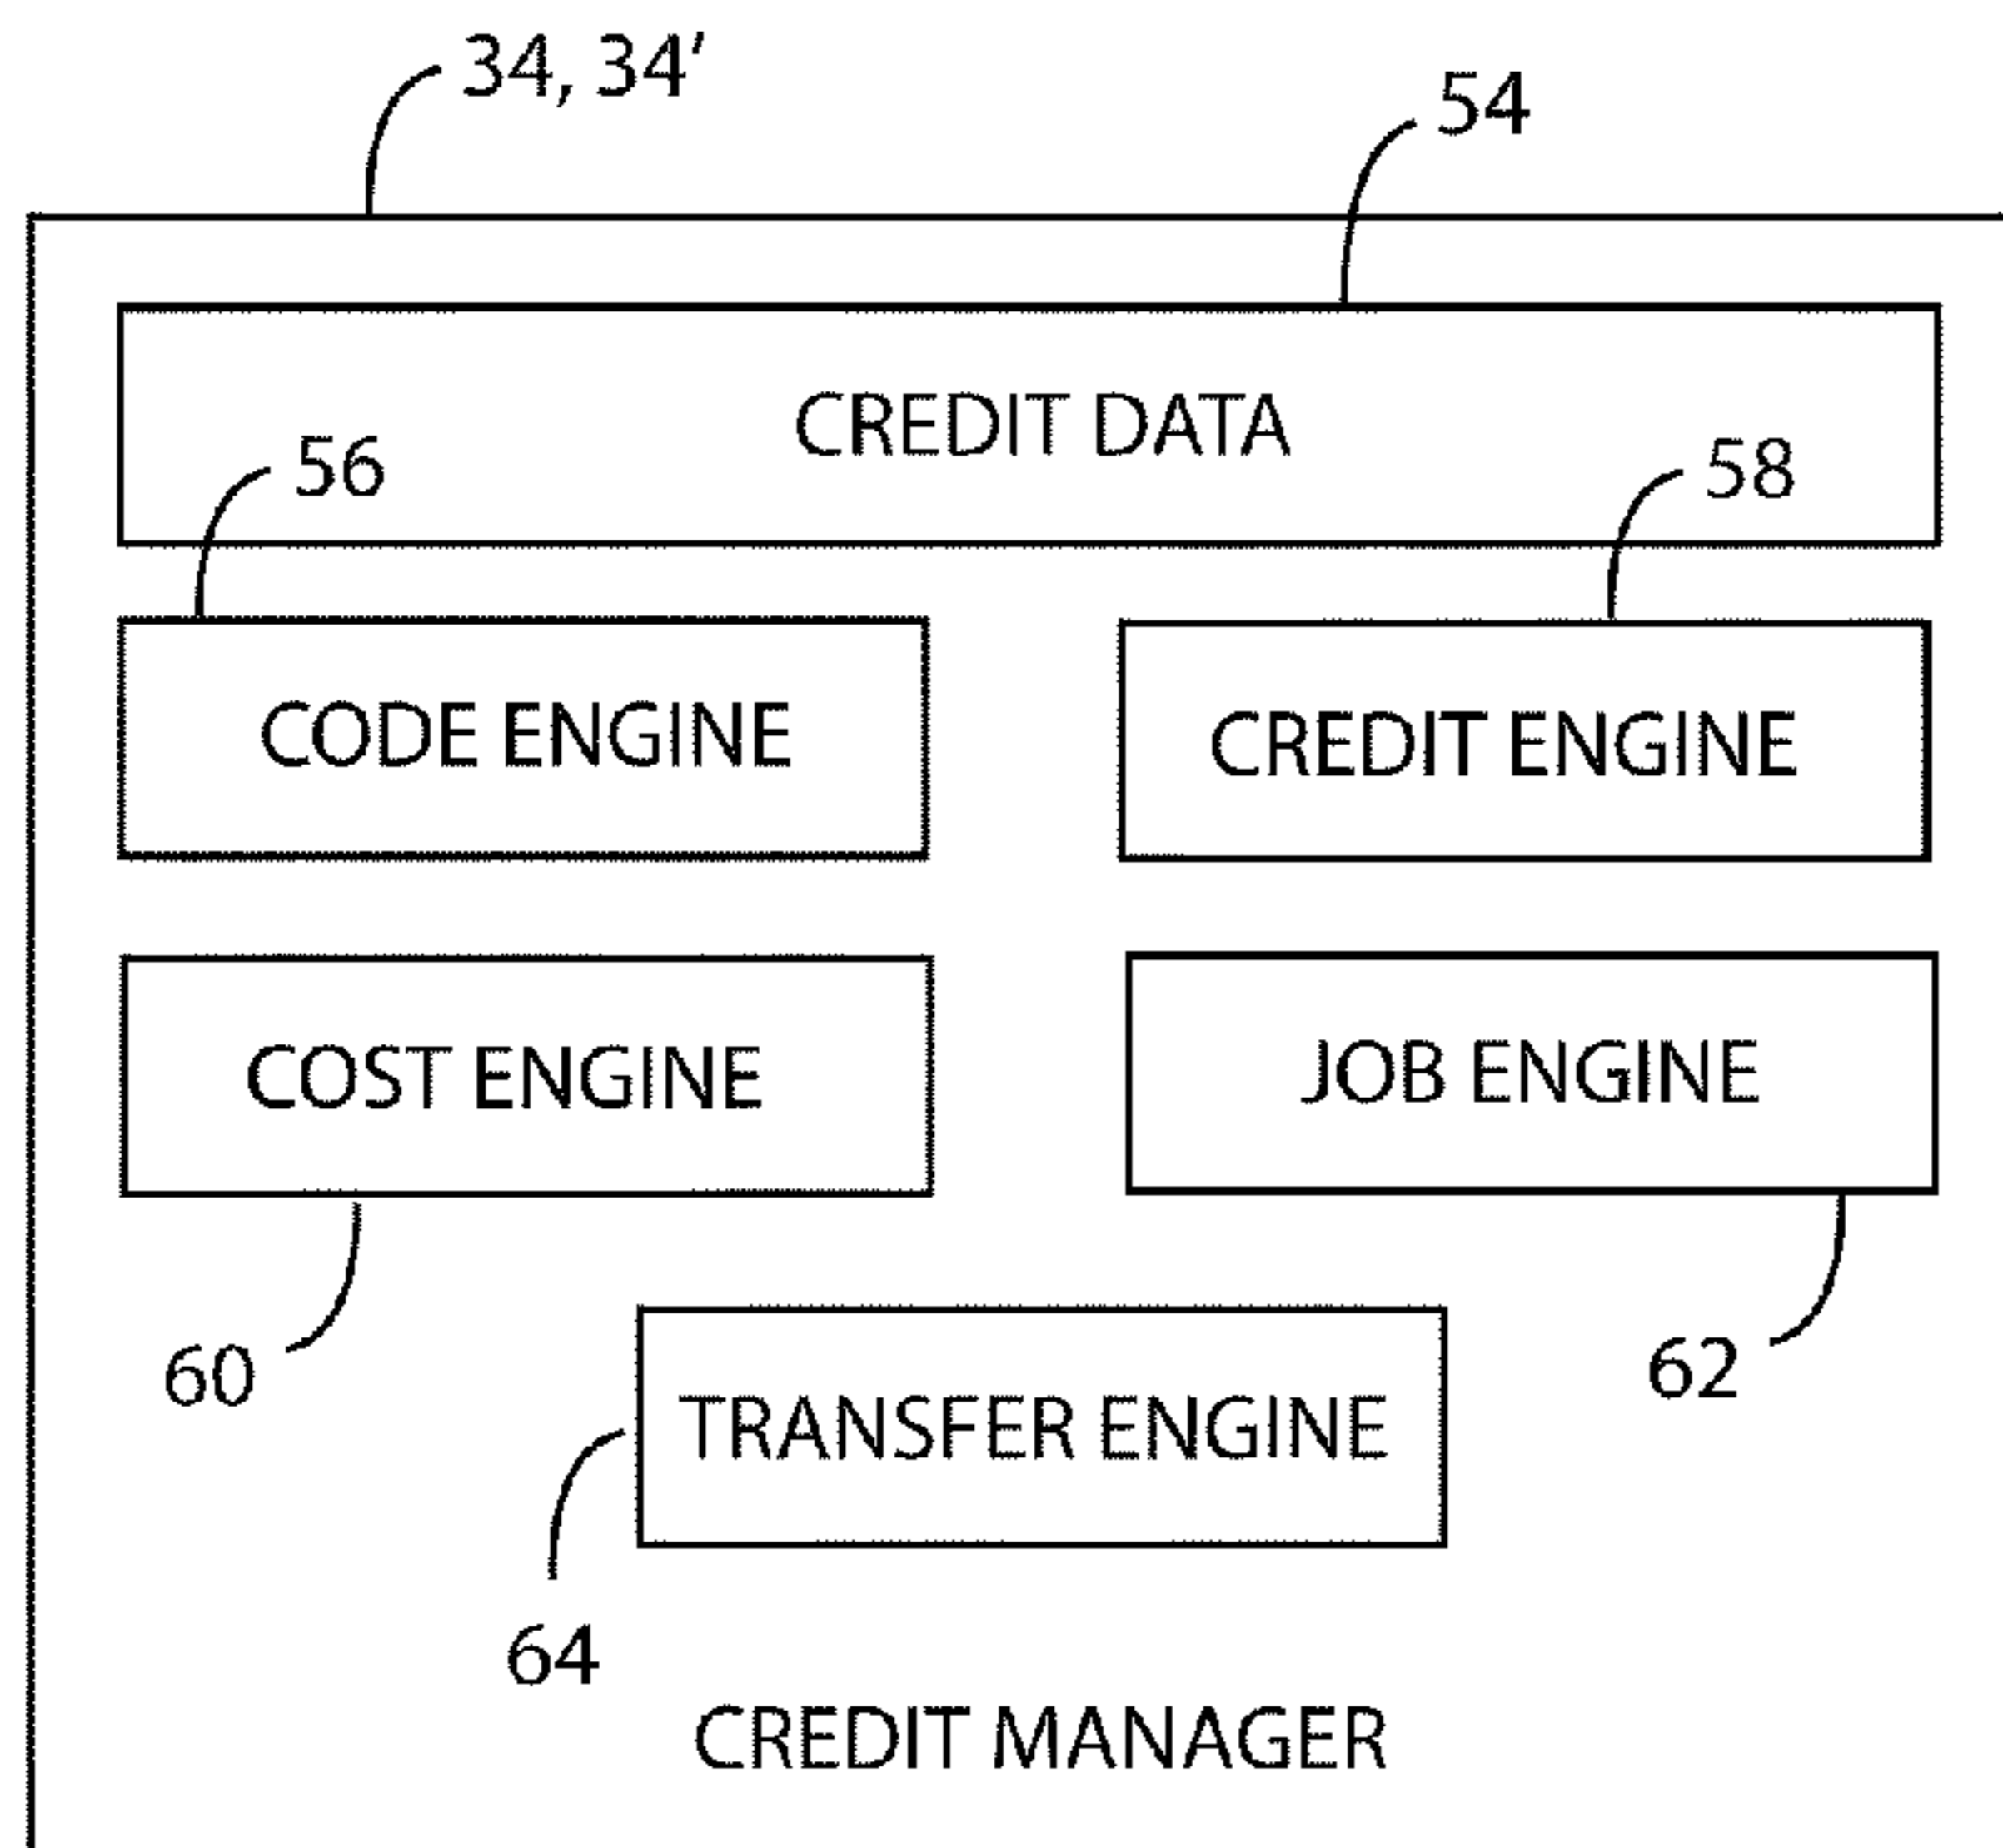 34, 34'
54
CREDIT DATA
56
58
CODE ENGINE
CREDIT ENGINE
COST ENGINE
JOB ENGINE
60
62
TRANSFER ENGINE
64
CREDIT MANAGER